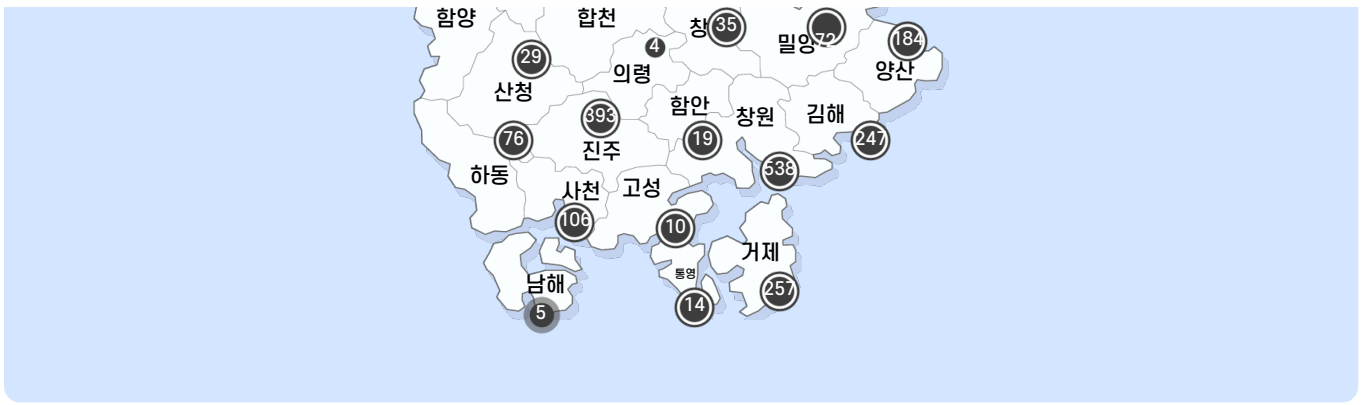 함양
합천
창
35
밀양
72
184
양산
29
4
의령
산청
함안
창원
김해
393
진주
76
19
247
538
하동
사천
고성
106
10
거제
통영
남해
257
5
14